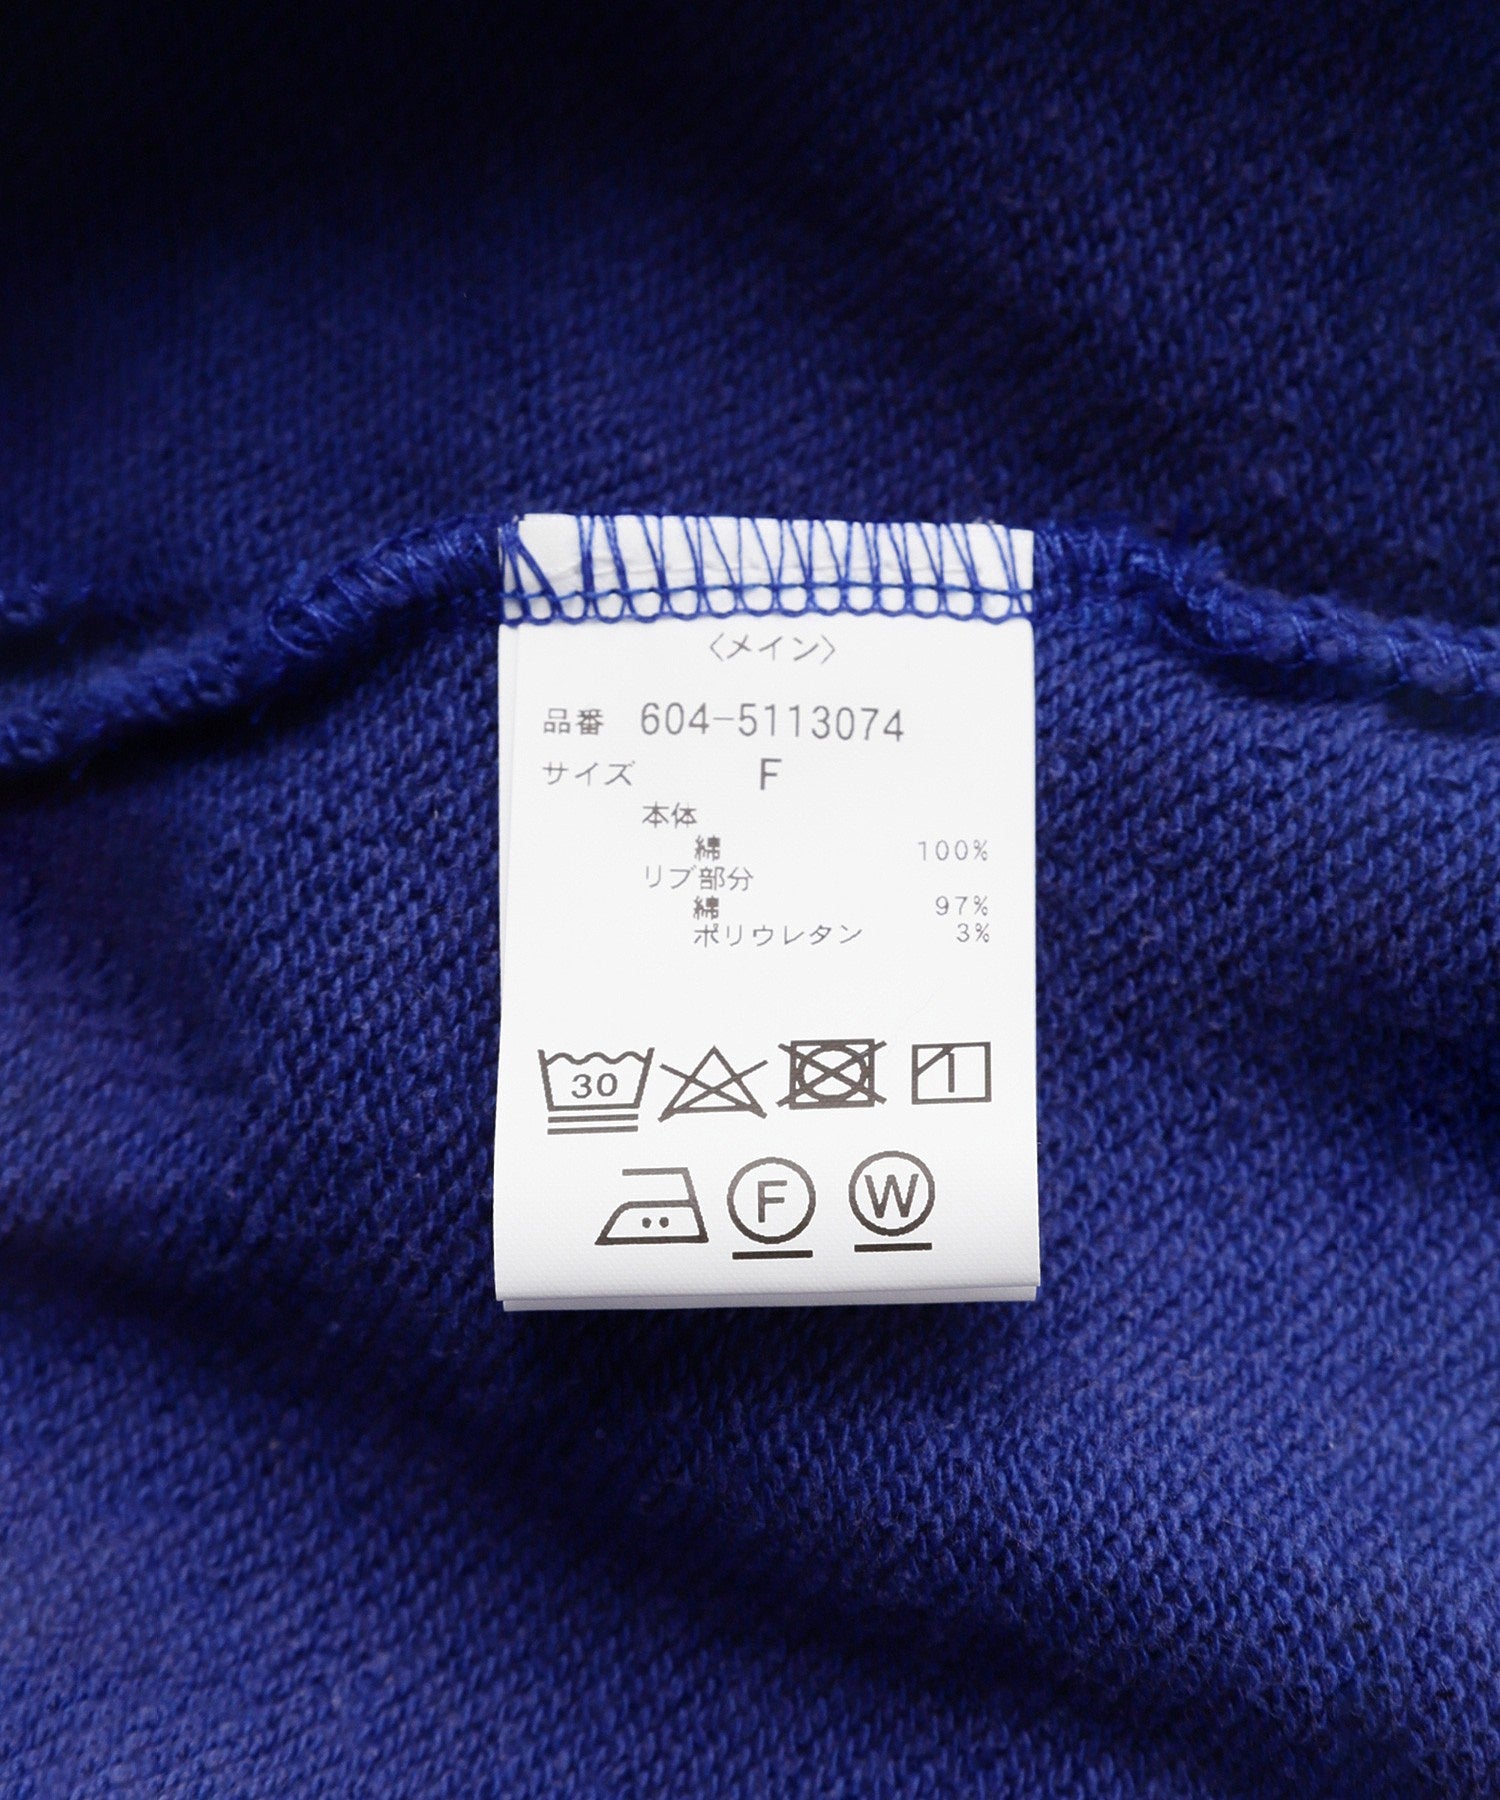 〈メイン〉
品番 604-5113074
サイズ F
本体
綿 100%
リブ部分
綿 97%
ポリウレタン 3%
30 1
F W